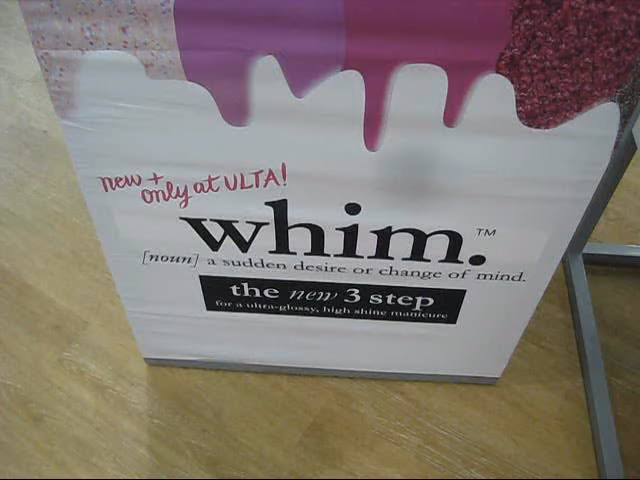 new +
only at ULTA!
whim.™
[noun] a sudden desire or change of mind.
the new 3 step
for a ultra-glossy, high shine manicure